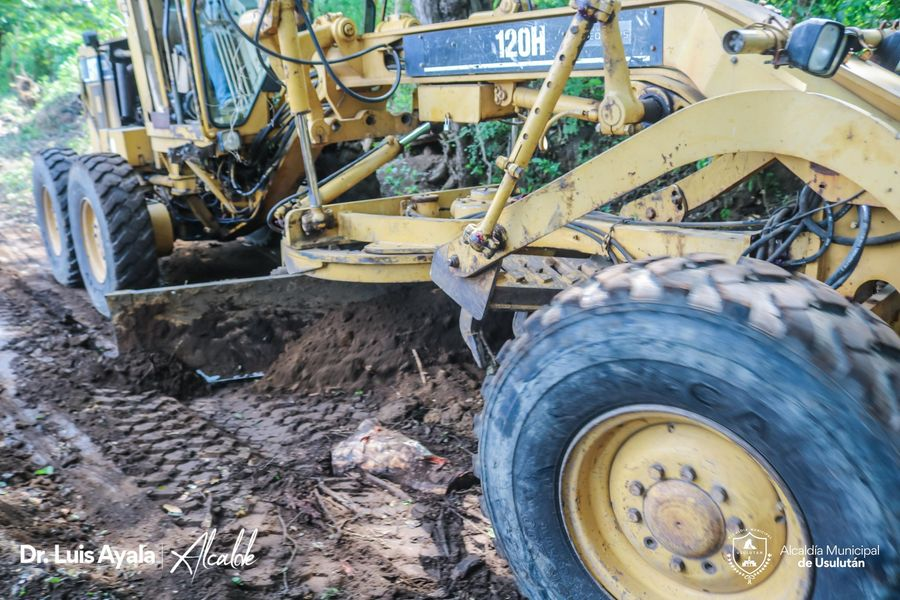 120H
Dr. Luis Ayala
Alcalde
Alcaldía Municipal
de Usulután